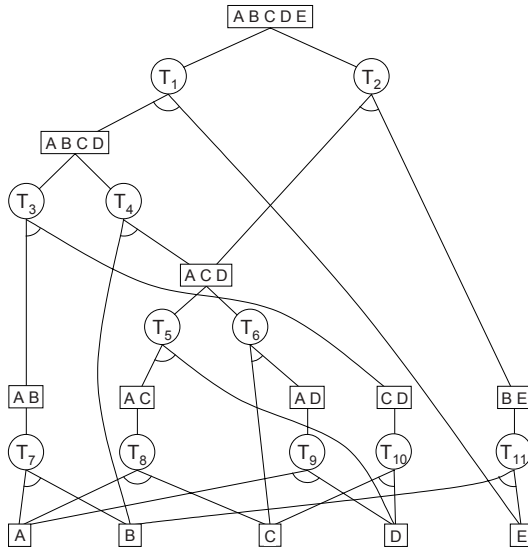 A B C D E
T1 T2
A B C D
T3 T4
A C D
T5 T6
A B A C A D C D B E
T7 T8 T9 T10 T11
A B C D E